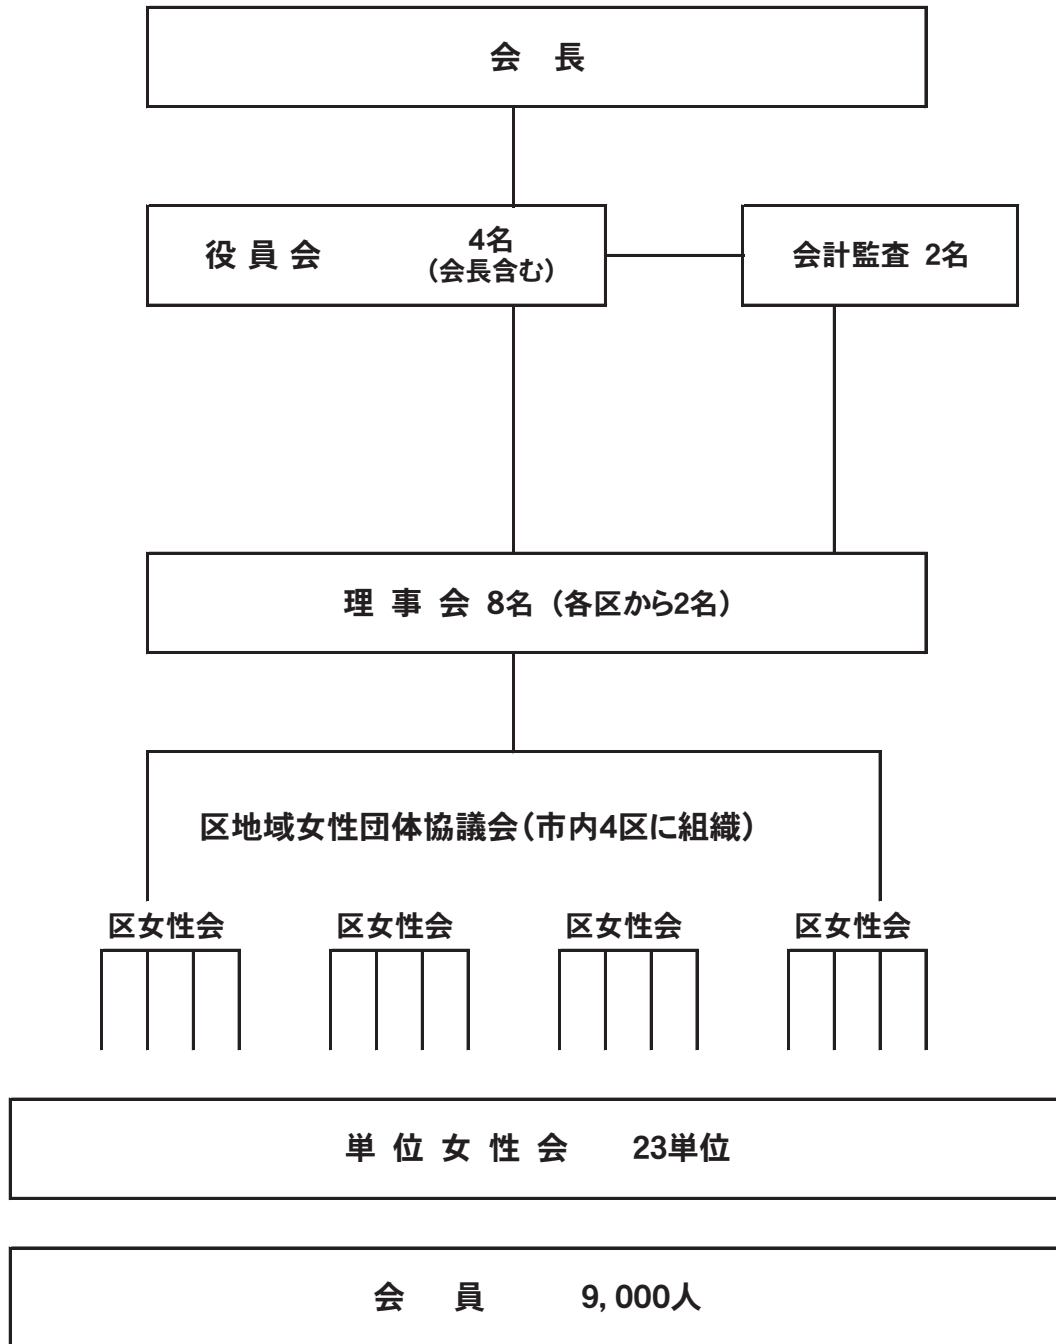 会 長
役 員 会 4名
(会長含む)
会計監査 2名
理 事 会 8名 (各区から2名)
区地域女性団体協議会(市内4区に組織)
区女性会 区女性会 区女性会 区女性会
単 位 女 性 会 23単位
会 員 9,000人